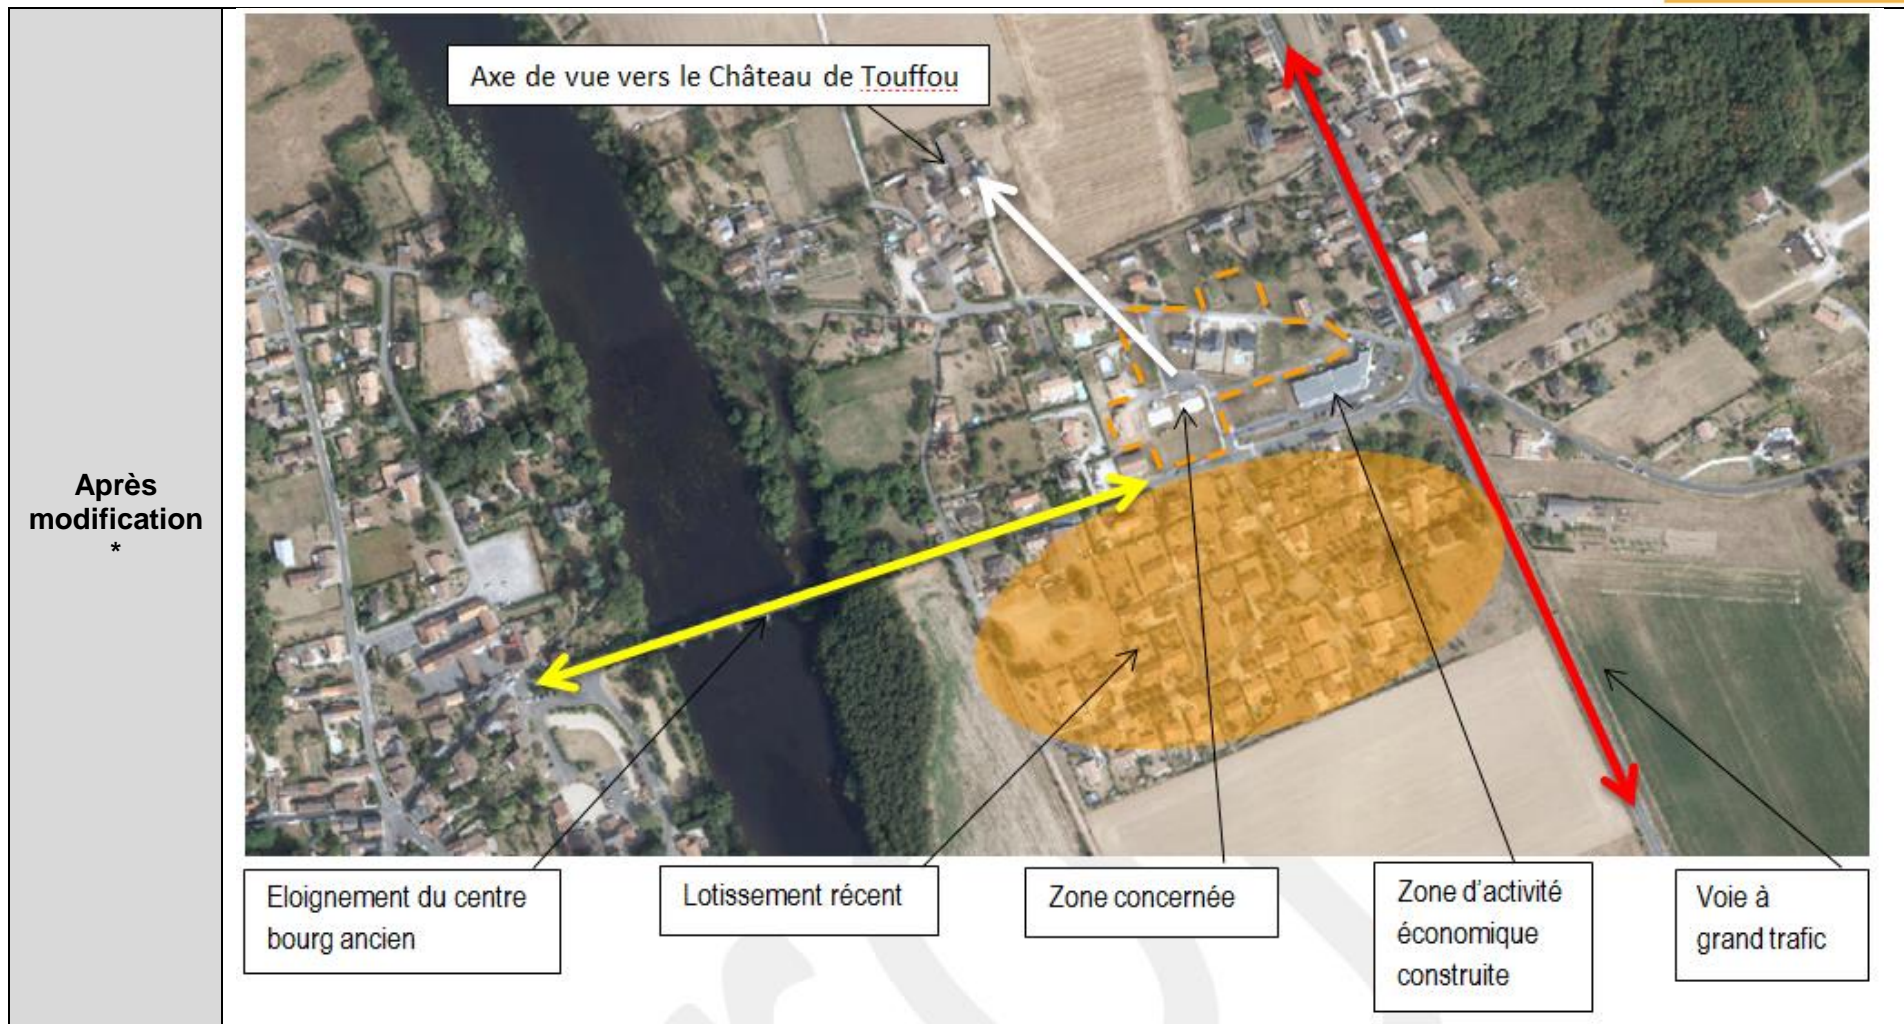 Après
modification
*
Axe de vue vers le Château de Touffou
Eloignement du centre
bourg ancien
Lotissement récent
Zone concernée
Zone d'activité
économique
construite
Voie à
grand trafic